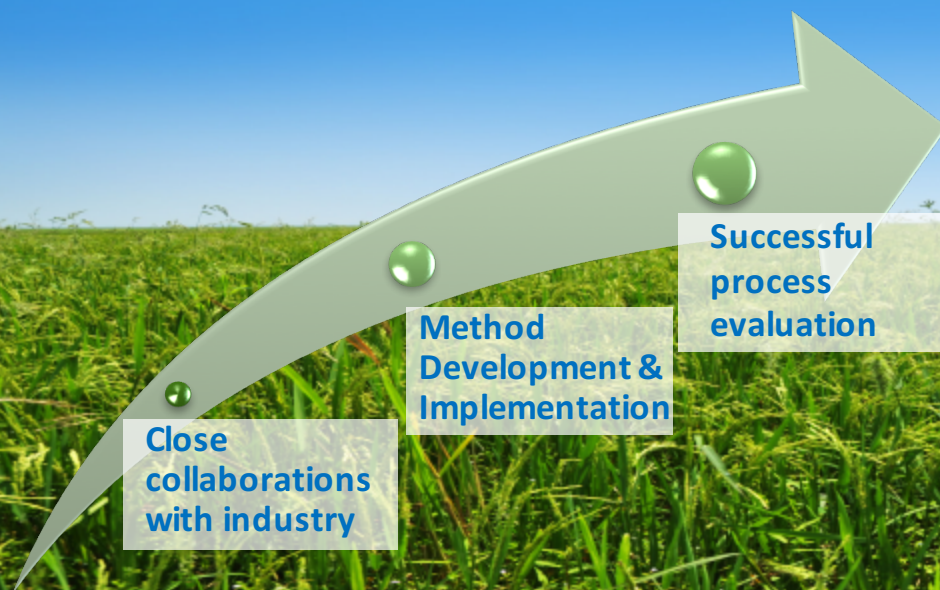 Successful
process
evaluation
Method
Development &
Implementation
Close
collaborations
with industry